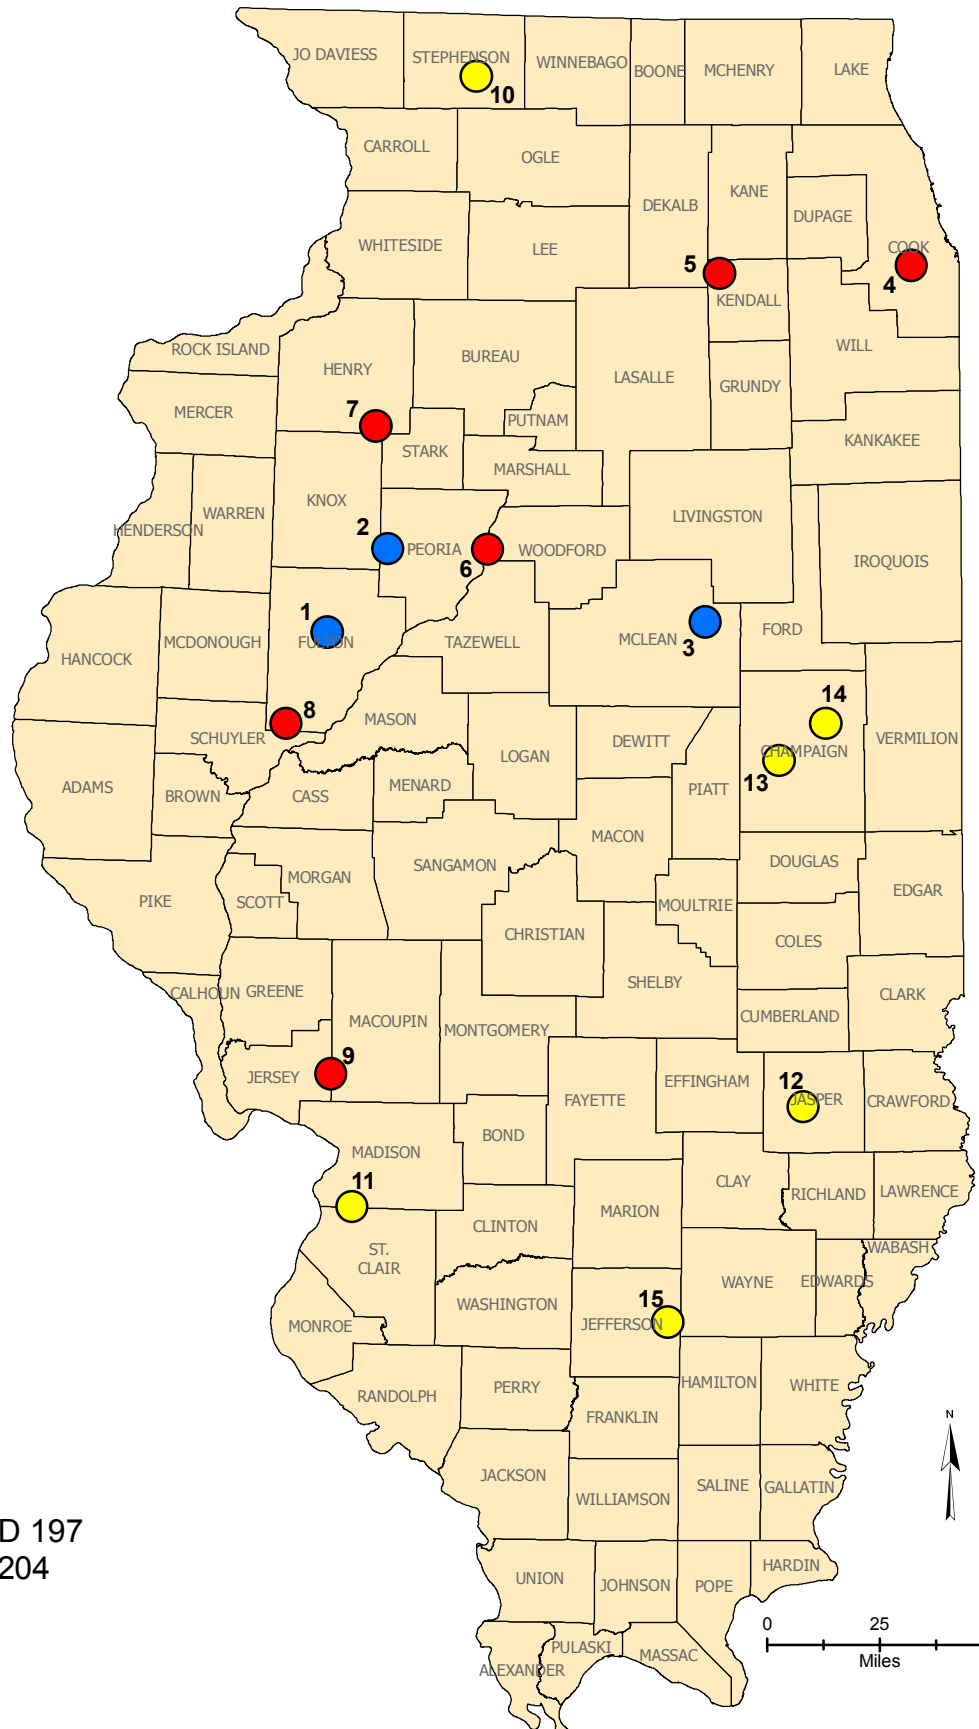 JO DAVIESS
STEPHENSON
WINNEBAGO
BOONE
MCHENRY
LAKE
10
CARROLL
OGLE
DEKALB
KANE
DUPAGE
COOK
WHITESIDE
LEE
5
4
KENDALL
ROCK ISLAND
HENRY
BUREAU
LASALLE
GRUNDY
WILL
MERCER
7
PUTNAM
KANKAKEE
STARK
MARSHALL
KNOX
WARREN
HENDERSON
2
PEORIA
6
WOODFORD
LIVINGSTON
IROQUOIS
1
FULTON
MCDONOUGH
HANCOCK
TAZEWELL
MCLEAN
3
FORD
14
8
MASON
SCHUYLER
LOGAN
DEWITT
CHAMPAIGN
13
VERMILION
ADAMS
BROWN
CASS
MENARD
PIATT
MACON
SANGAMON
DOUGLAS
MORGAN
SCOTT
PIKE
MOULTRIE
EDGAR
CHRISTIAN
COLES
SHELBY
CALHOUN
GREENE
CLARK
MACOUPIN
MONTGOMERY
CUMBERLAND
9
JERSEY
FAYETTE
EFFINGHAM
12
JASPER
CRAWFORD
BOND
MADISON
11
CLAY
RICHLAND
LAWRENCE
MARION
CLINTON
ST.
CLAIR
WABASH
WAYNE
EDWARDS
WASHINGTON
15
JEFFERSON
MONROE
RANDOLPH
PERRY
HAMILTON
WHITE
FRANKLIN
N
JACKSON
WILLIAMSON
SALINE
GALLATIN
D 197
204
UNION
JOHNSON
POPE
HARDIN
0 25
Miles
PULASKI
MASSAC
ALEXANDER